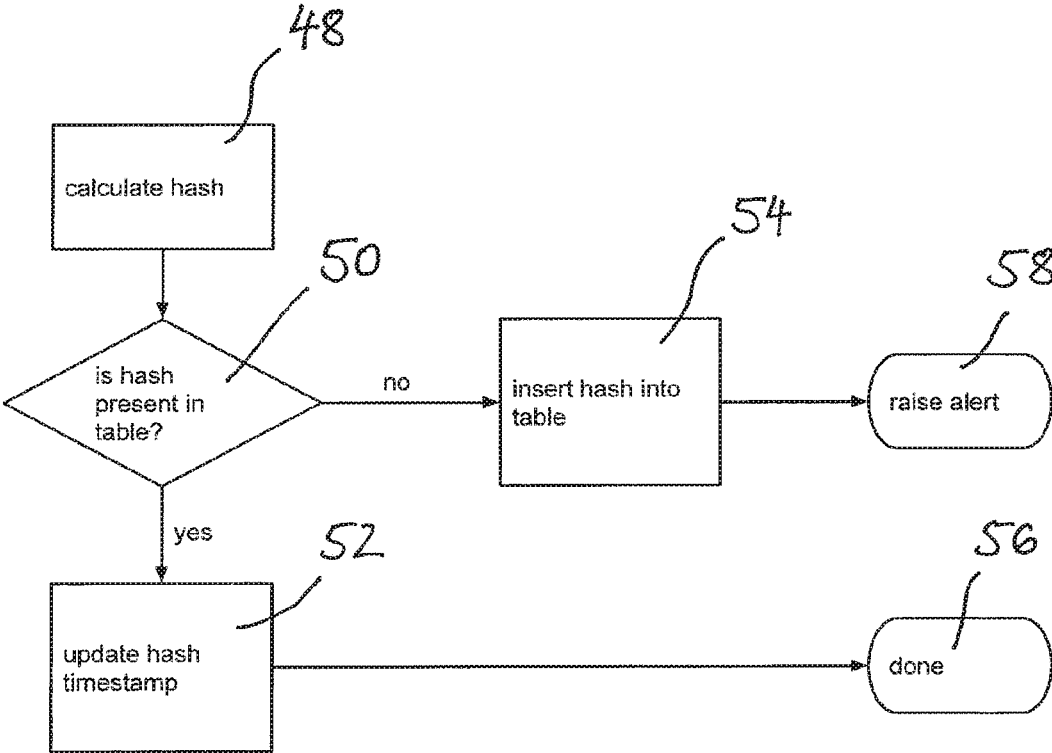 48
calculate hash
50
is hash
present in
table?
no
54
insert hash into
table
58
raise alert
yes
52
update hash
timestamp
56
done